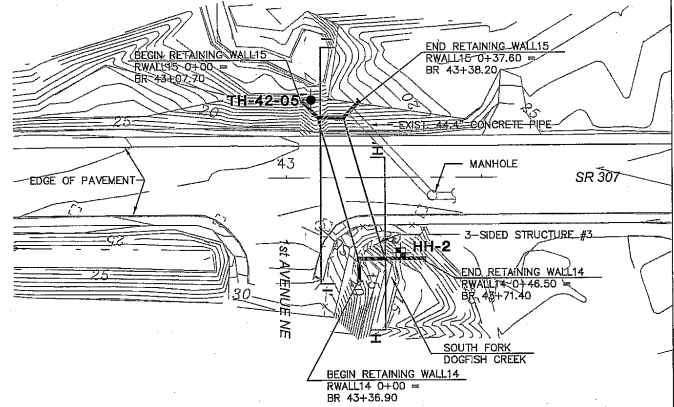 BEGIN RETAINING WALL15
RWALL15 0+00 =
BR 43+07.70
END RETAINING WALL15
RWALL15 0+37.60 =
BR 43+38.20
TH-42-05
20
20
25
25
EXIST. 44.4" CONCRETE PIPE
43
H
H
MANHOLE
EDGE OF PAVEMENT
SR 307
3-SIDED STRUCTURE #3
HH-2
25
25
30
1st AVENUE NE
END RETAINING WALL14
RWALL14 0+46.50 =
BR 43+71.40
H
H
SOUTH FORK
DOGFISH CREEK
BEGIN RETAINING WALL14
RWALL14 0+00 =
BR 43+36.90